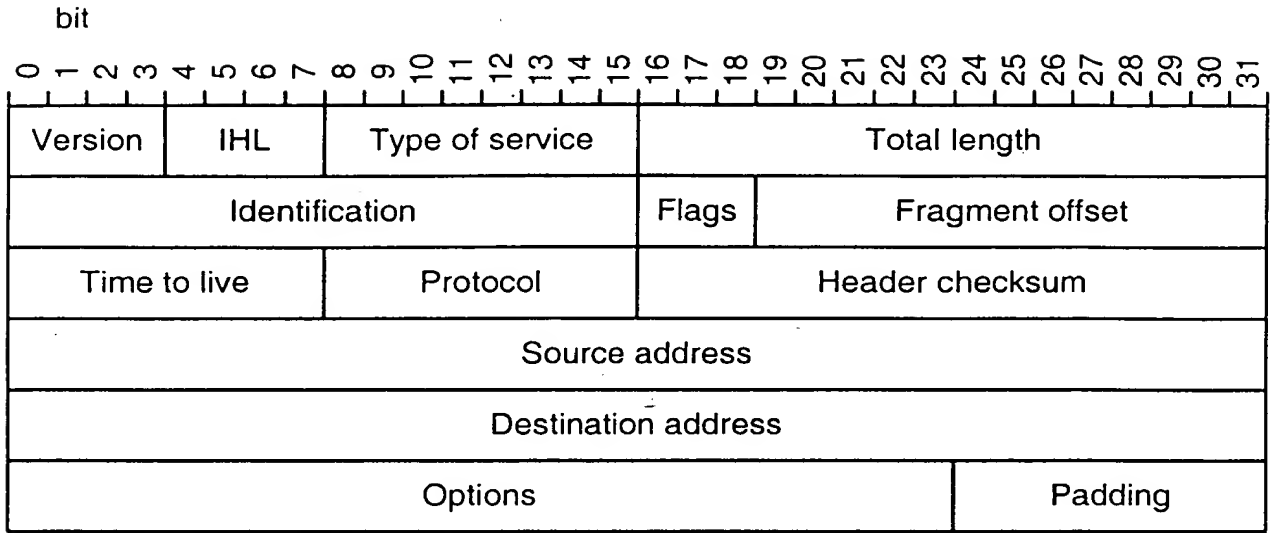 bit
0 1 2 3 4 5 6 7 8 9 10 11 12 13 14 15 16 17 18 19 20 21 22 23 24 25 26 27 28 29 30 31
Version IHL Type of service Total length
Identification Flags Fragment offset
Time to live Protocol Header checksum
Source address
Destination address
Options Padding